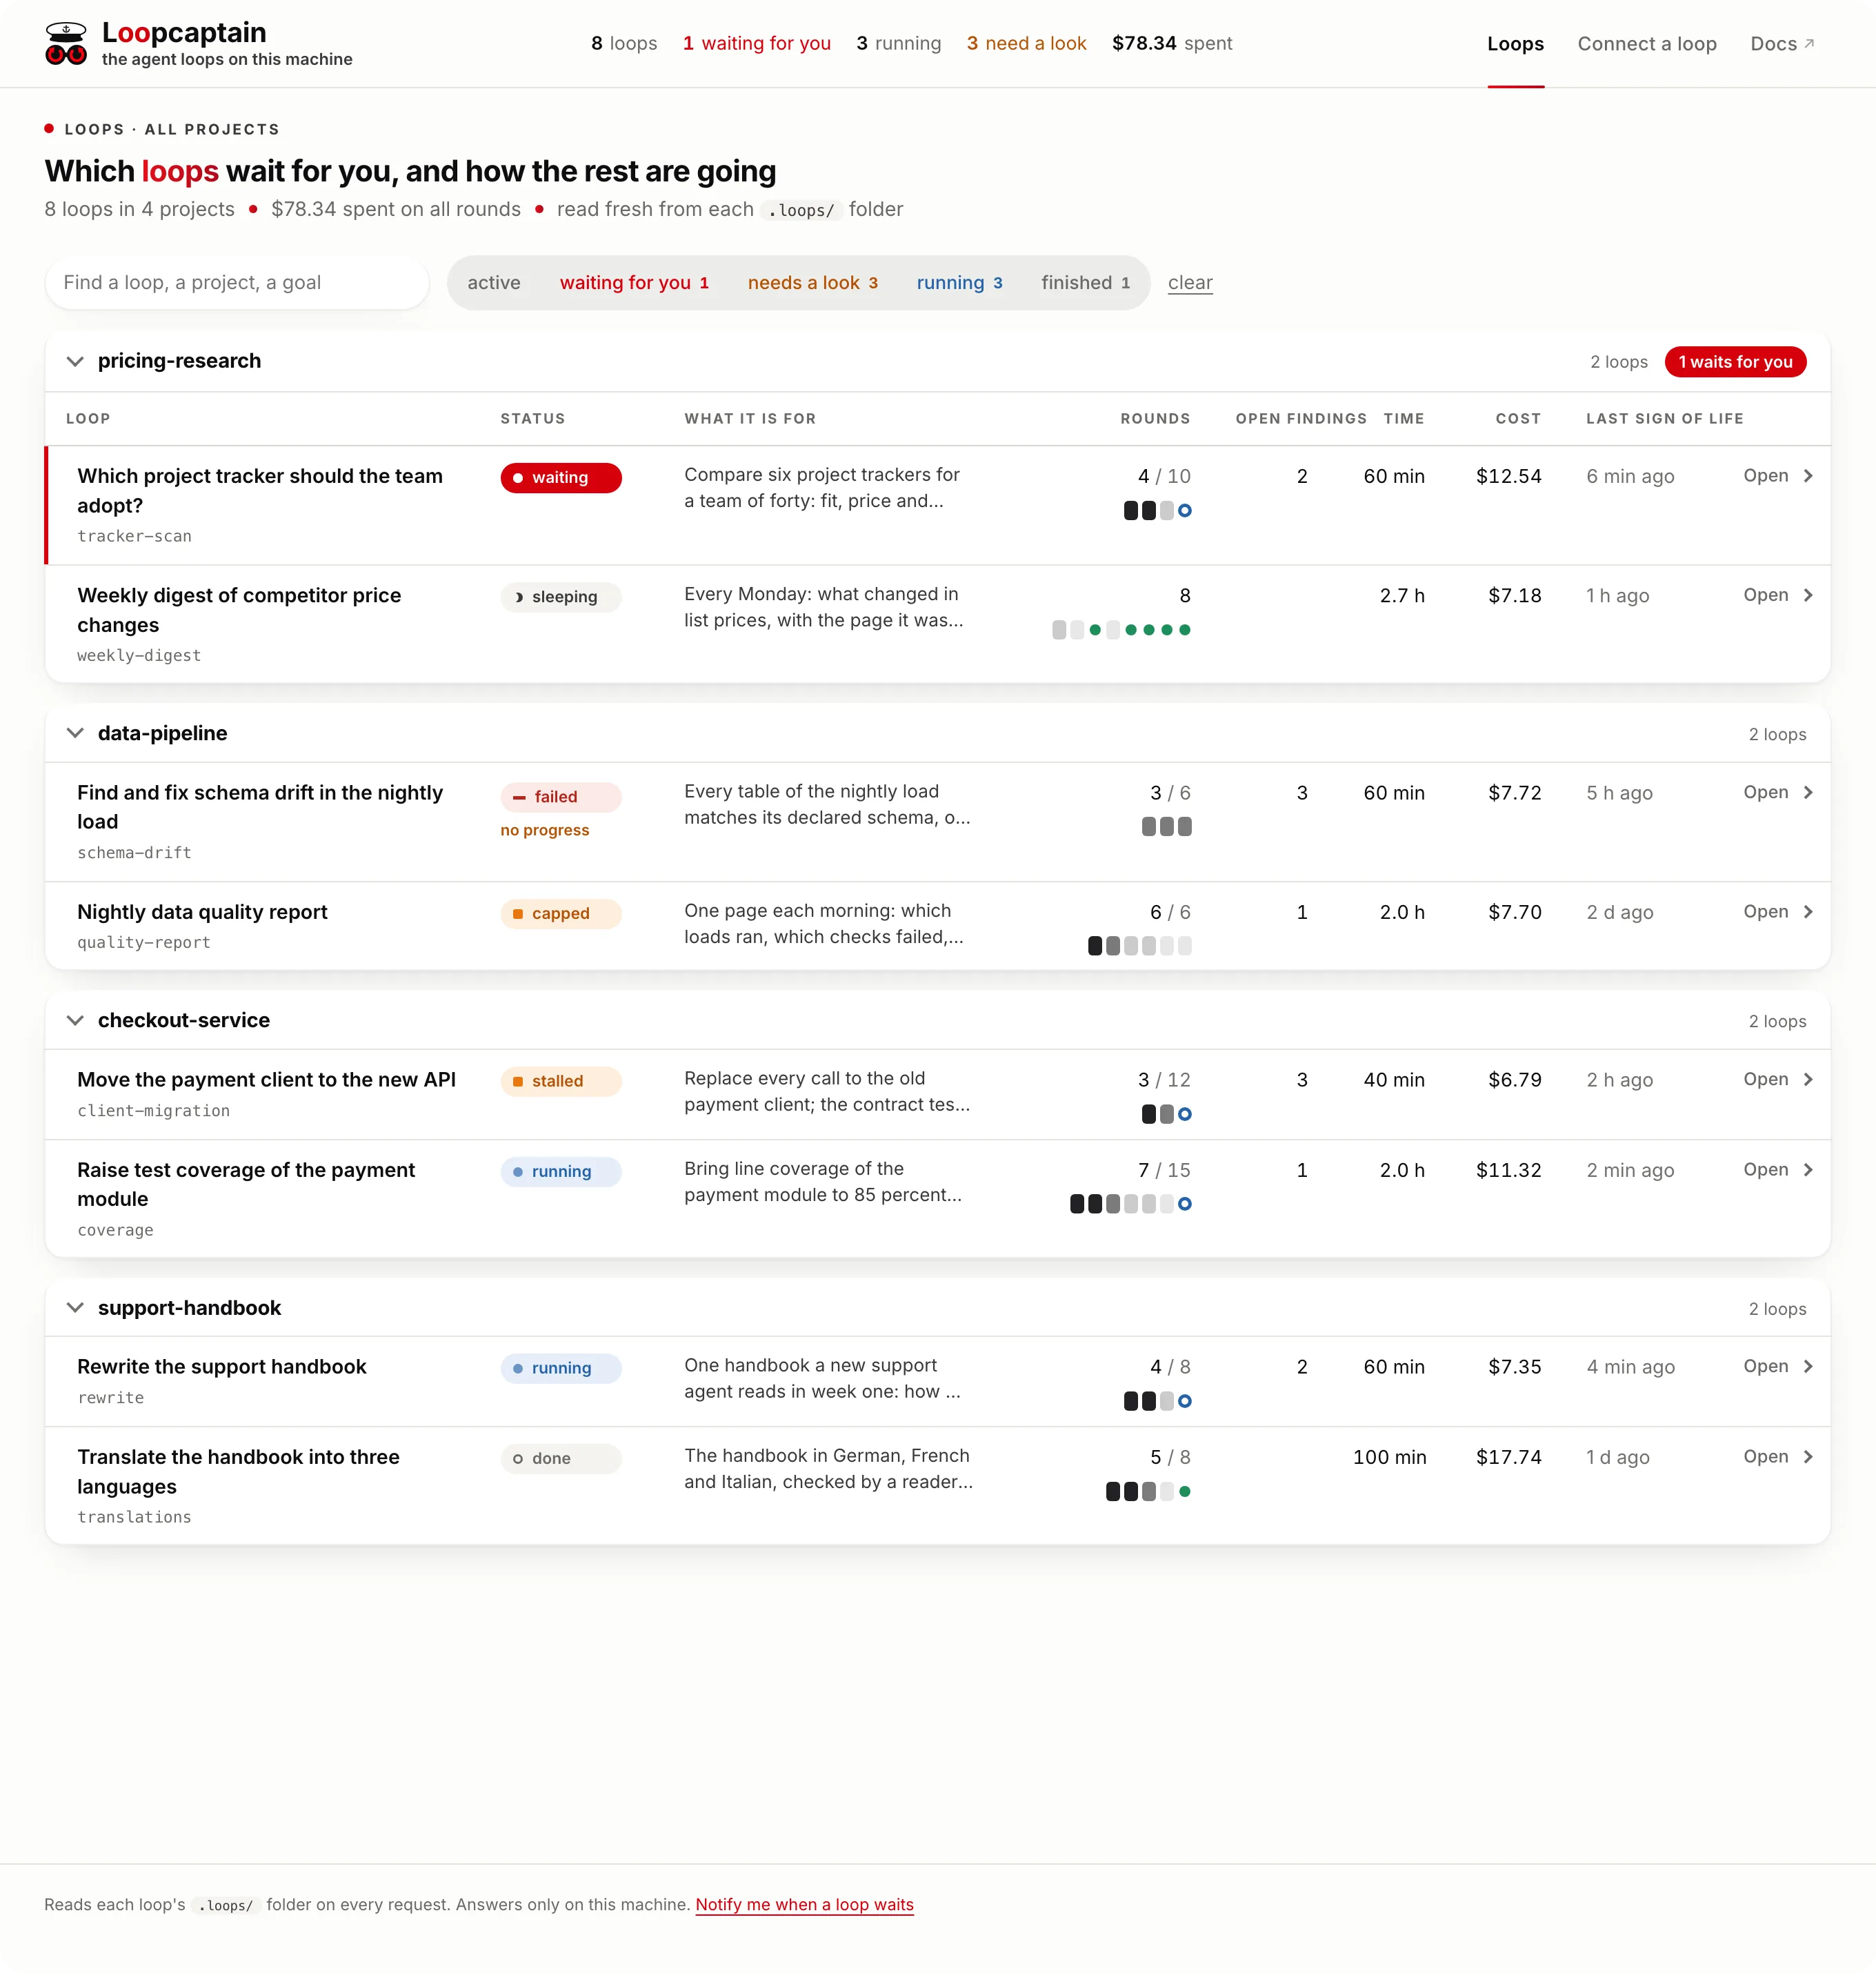 Loopcaptain
the agent loops on this machine
8 loops 1 waiting for you 3 running 3 need a look $78.34 spent
Loops Connect a loop Docs ↗
LOOPS · ALL PROJECTS
Which loops wait for you, and how the rest are going
8 loops in 4 projects • $78.34 spent on all rounds • read fresh from each .loops/ folder
Find a loop, a project, a goal
active waiting for you 1 needs a look 3 running 3 finished 1 clear
pricing-research 2 loops 1 waits for you
LOOP STATUS WHAT IT IS FOR ROUNDS OPEN FINDINGS TIME COST LAST SIGN OF LIFE
Which project tracker should the team waiting Compare six project trackers for 4 / 10 2 60 min $12.54 6 min ago Open
adopt? a team of forty: fit, price and...
tracker-scan
Weekly digest of competitor price sleeping Every Monday: what changed in 8 2.7 h $7.18 1 h ago Open
changes list prices, with the page it was...
weekly-digest
data-pipeline 2 loops
Find and fix schema drift in the nightly failed Every table of the nightly load 3 / 6 3 60 min $7.72 5 h ago Open
load no progress matches its declared schema, o...
schema-drift
Nightly data quality report capped One page each morning: which 6 / 6 1 2.0 h $7.70 2 d ago Open
quality-report loads ran, which checks failed,...
checkout-service 2 loops
Move the payment client to the new API stalled Replace every call to the old 3 / 12 3 40 min $6.79 2 h ago Open
client-migration payment client; the contract tes...
Raise test coverage of the payment running Bring line coverage of the 7 / 15 1 2.0 h $11.32 2 min ago Open
module payment module to 85 percent...
coverage
support-handbook 2 loops
Rewrite the support handbook running One handbook a new support 4 / 8 2 60 min $7.35 4 min ago Open
rewrite agent reads in week one: how ...
Translate the handbook into three done The handbook in German, French 5 / 8 100 min $17.74 1 d ago Open
languages and Italian, checked by a reader...
translations
Reads each loop's .loops/ folder on every request. Answers only on this machine. Notify me when a loop waits